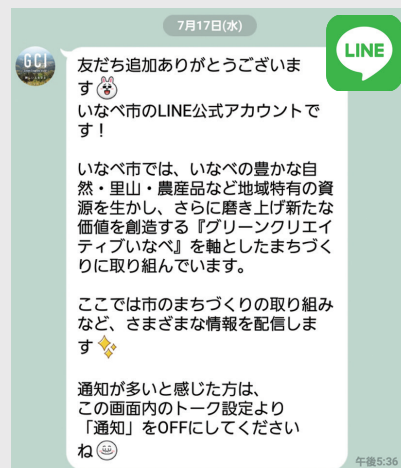 7月17日(水)
LINE
GCI
友だち追加ありがとうございま
す
いなべ市のLINE公式アカウントで
す！
いなべ市では、いなべの豊かな自
然・里山・農産品など地域特有の資
源を生かし、さらに磨き上げ新たな
価値を創造する『グリーンクリエイ
ティブいなべ』を軸としたまちづく
りに取り組んでいます。
ここでは市のまちづくりの取り組み
など、さまざまな情報を配信しま
す
通知が多いと感じた方は、
この画面内のトーク設定より
「通知」をOFFにしてください
ね
午後5:36